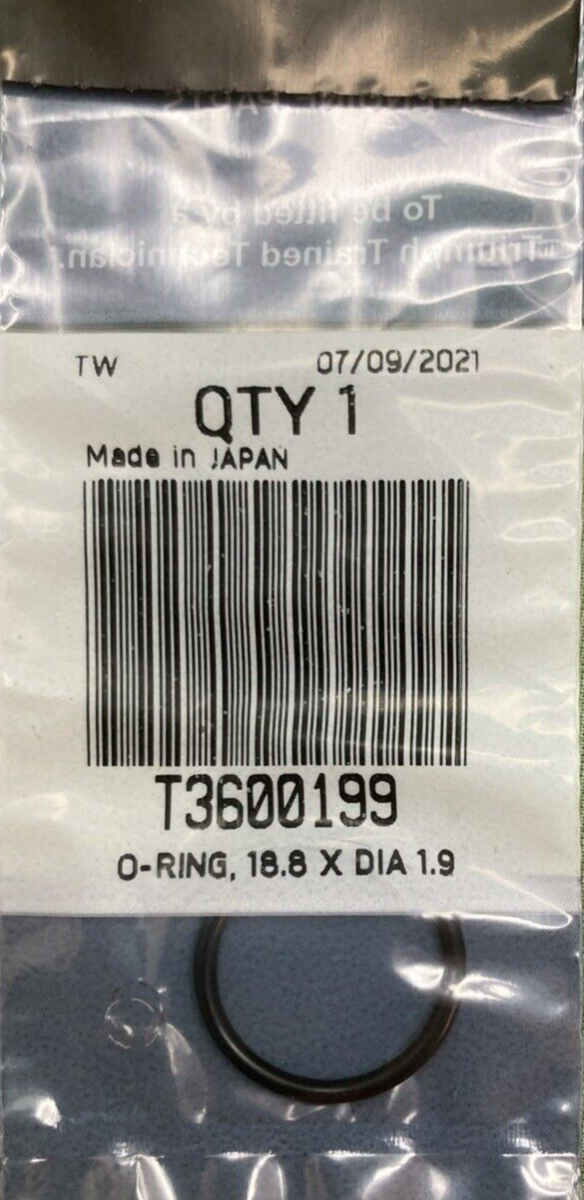 To be fitted by a
Triumph Trained Technician.
TW 07/09/2021
QTY 1
Made in JAPAN
T3600199
O-RING, 18.8 X DIA 1.9